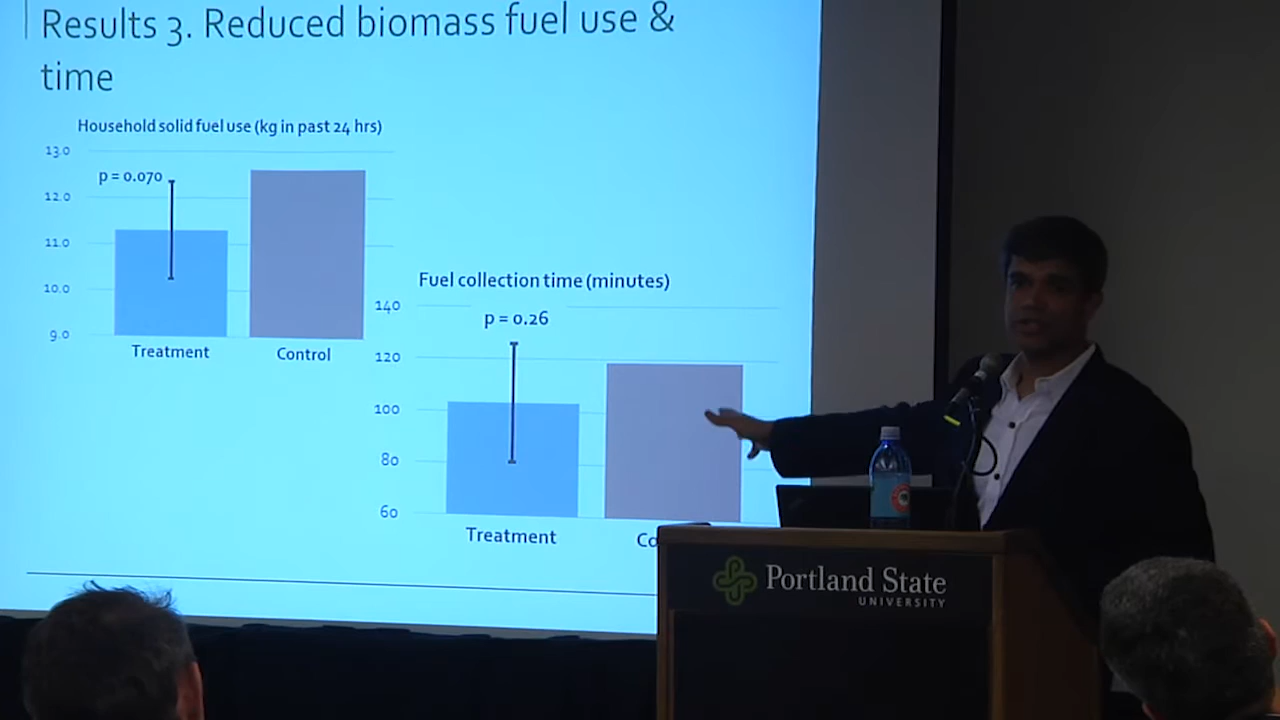 Results 3. Reduced biomass fuel use &
time
Household solid fuel use (kg in past 24 hrs)
13.0
p = 0.070
12.0
11.0
10.0
9.0
Treatment
Control
Fuel collection time (minutes)
140
p = 0.26
120
100
80
60
Treatment
Co
Portland State
UNIVERSITY